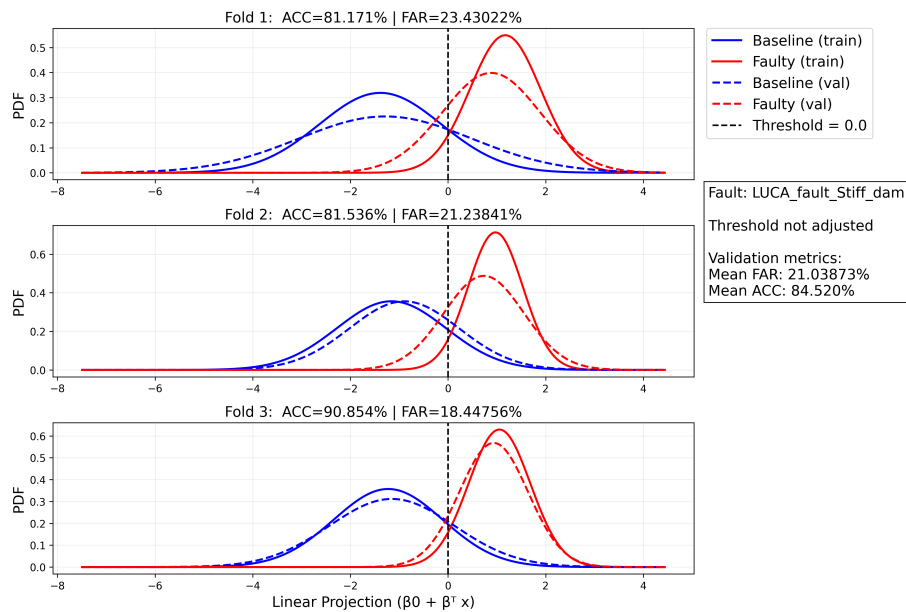 Fold 1:  ACC=81.171% | FAR=23.43022%
PDF
0.5
0.4
0.3
0.2
0.1
0.0
−8 −6 −4 −2 0 2 4
Baseline (train)
Faulty (train)
Baseline (val)
Faulty (val)
Threshold = 0.0
Fault: LUCA_fault_Stiff_dam
Threshold not adjusted
Validation metrics:
Mean FAR: 21.03873%
Mean ACC: 84.520%
Fold 2:  ACC=81.536% | FAR=21.23841%
PDF
0.6
0.4
0.2
0.0
−8 −6 −4 −2 0 2 4
Fold 3:  ACC=90.854% | FAR=18.44756%
PDF
0.6
0.5
0.4
0.3
0.2
0.1
0.0
−8 −6 −4 −2 0 2 4
Linear Projection (β0 + βᵀ x)